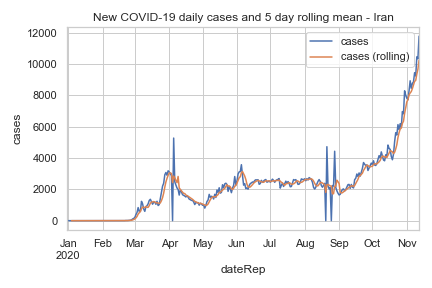 New COVID-19 daily cases and 5 day rolling mean - Iran
cases
cases (rolling)
12000
10000
8000
6000
4000
2000
0
cases
Jan Feb Mar Apr May Jun Jul Aug Sep Oct Nov
2020
dateRep